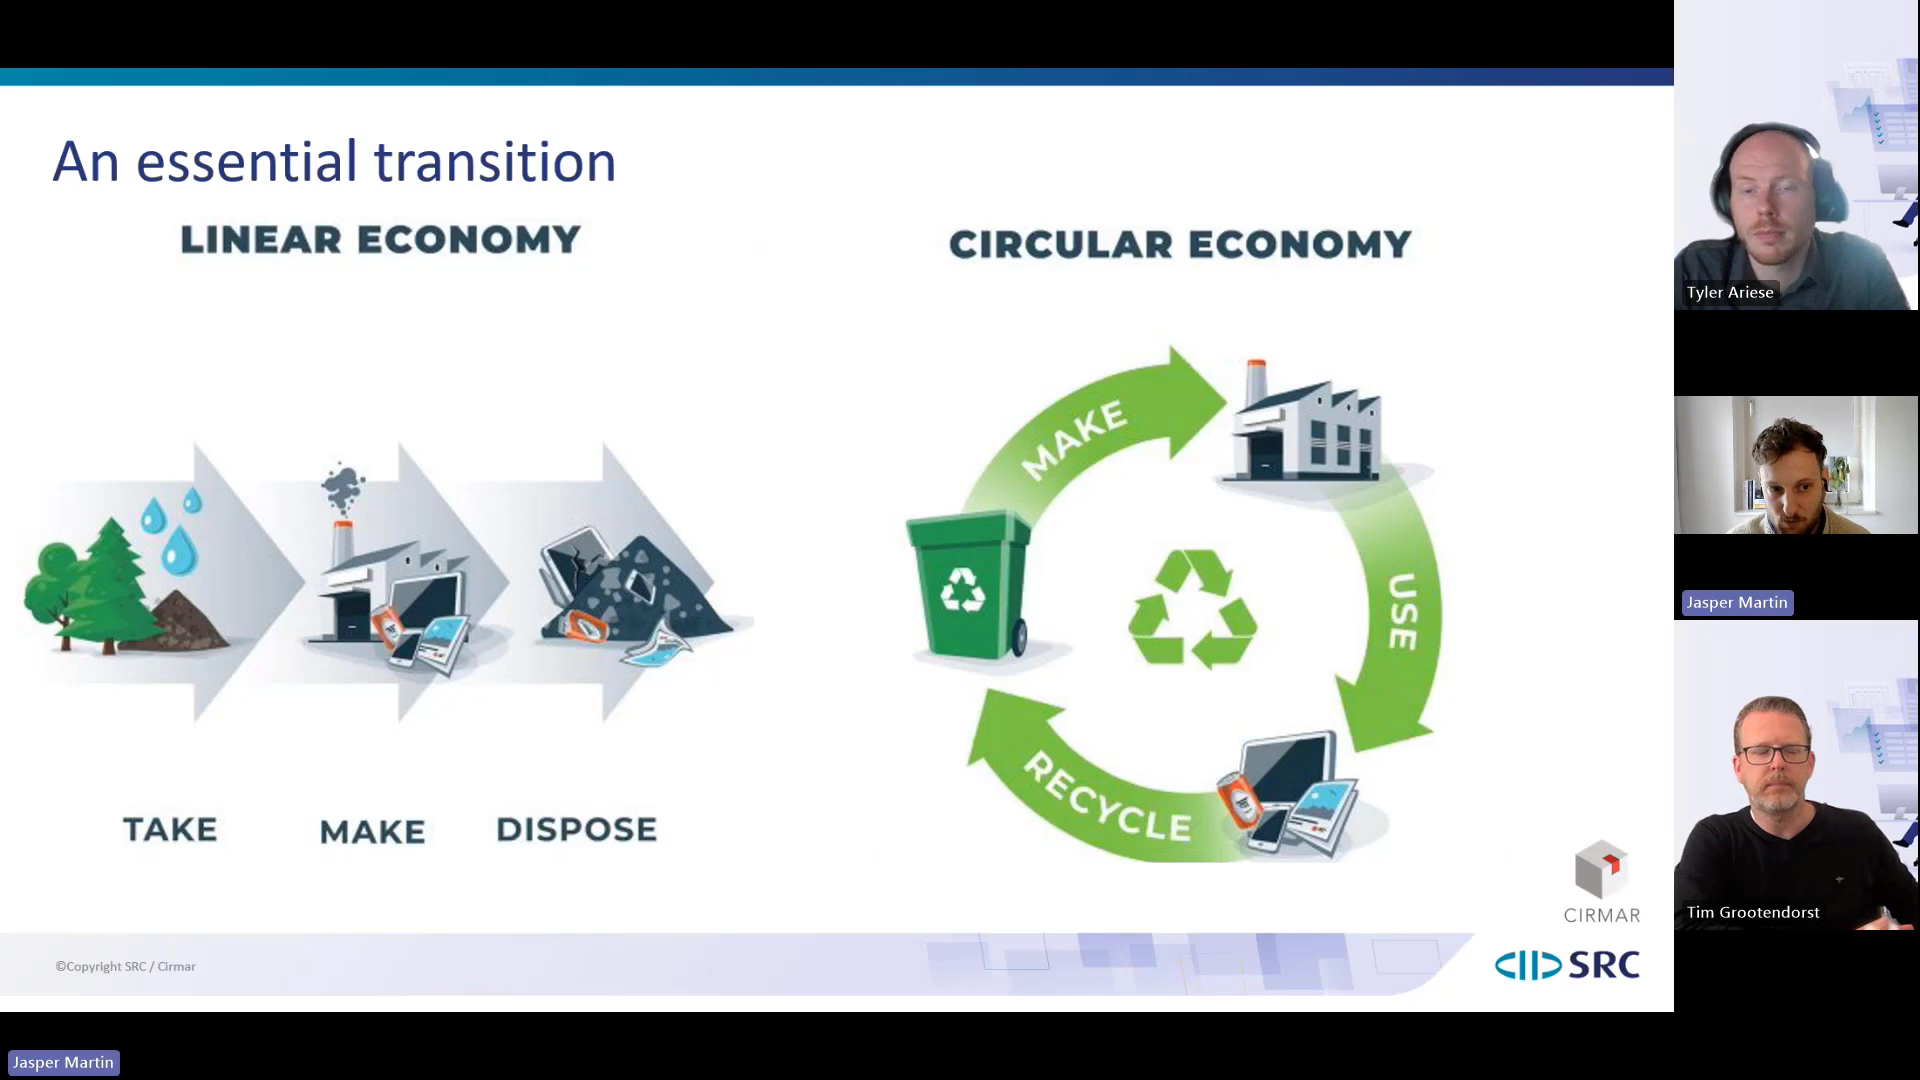 An essential transition
LINEAR ECONOMY
CIRCULAR ECONOMY
MAKE
USE
RECYCLE
TAKE
MAKE
DISPOSE
CIRMAR
©Copyright SRC / Cirmar
SRC
Tyler Ariese
Jasper Martin
Tim Grootendorst
Jasper Martin